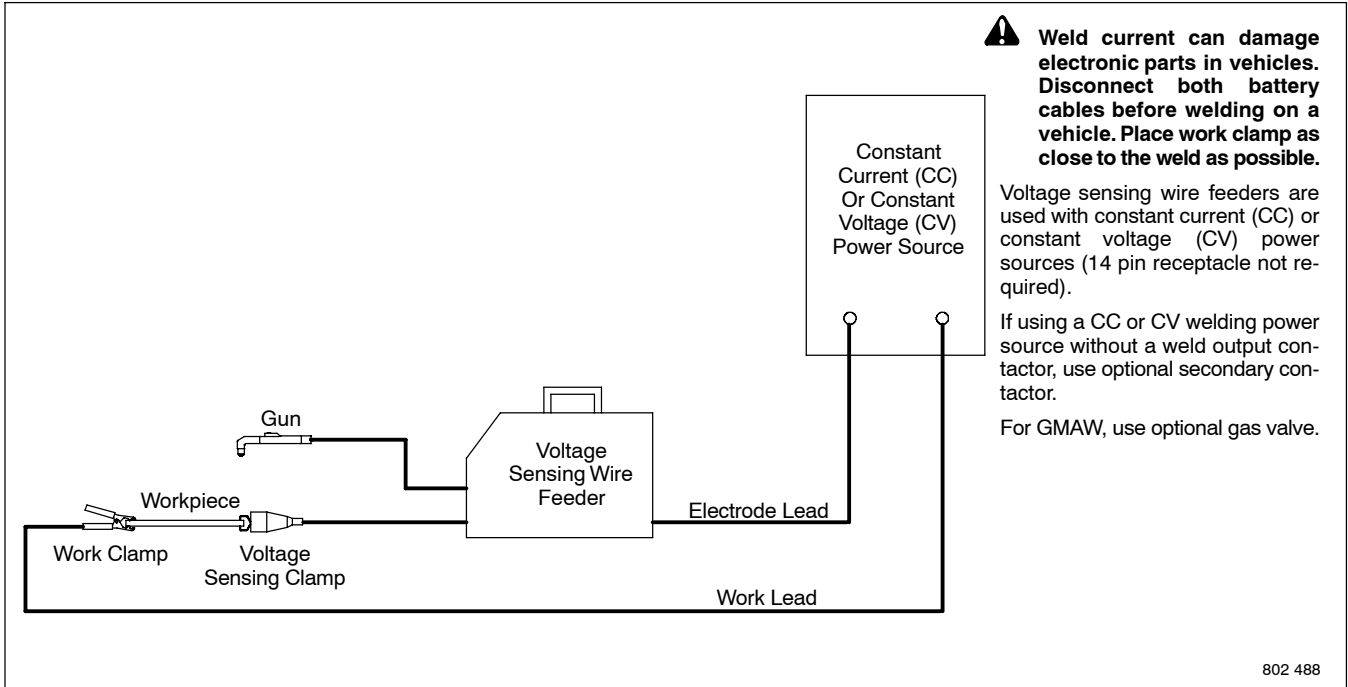 Weld current can damage
electronic parts in vehicles.
Disconnect both battery
cables before welding on a
vehicle. Place work clamp as
close to the weld as possible.
Voltage sensing wire feeders are
used with constant current (CC) or
constant voltage (CV) power
sources (14 pin receptacle not re-
quired).
If using a CC or CV welding power
source without a weld output con-
tactor, use optional secondary con-
tactor.
For GMAW, use optional gas valve.
Constant
Current (CC)
Or Constant
Voltage (CV)
Power Source
Gun
Voltage
Sensing Wire
Feeder
Workpiece
Electrode Lead
Work Clamp
Voltage
Sensing Clamp
Work Lead
802 488